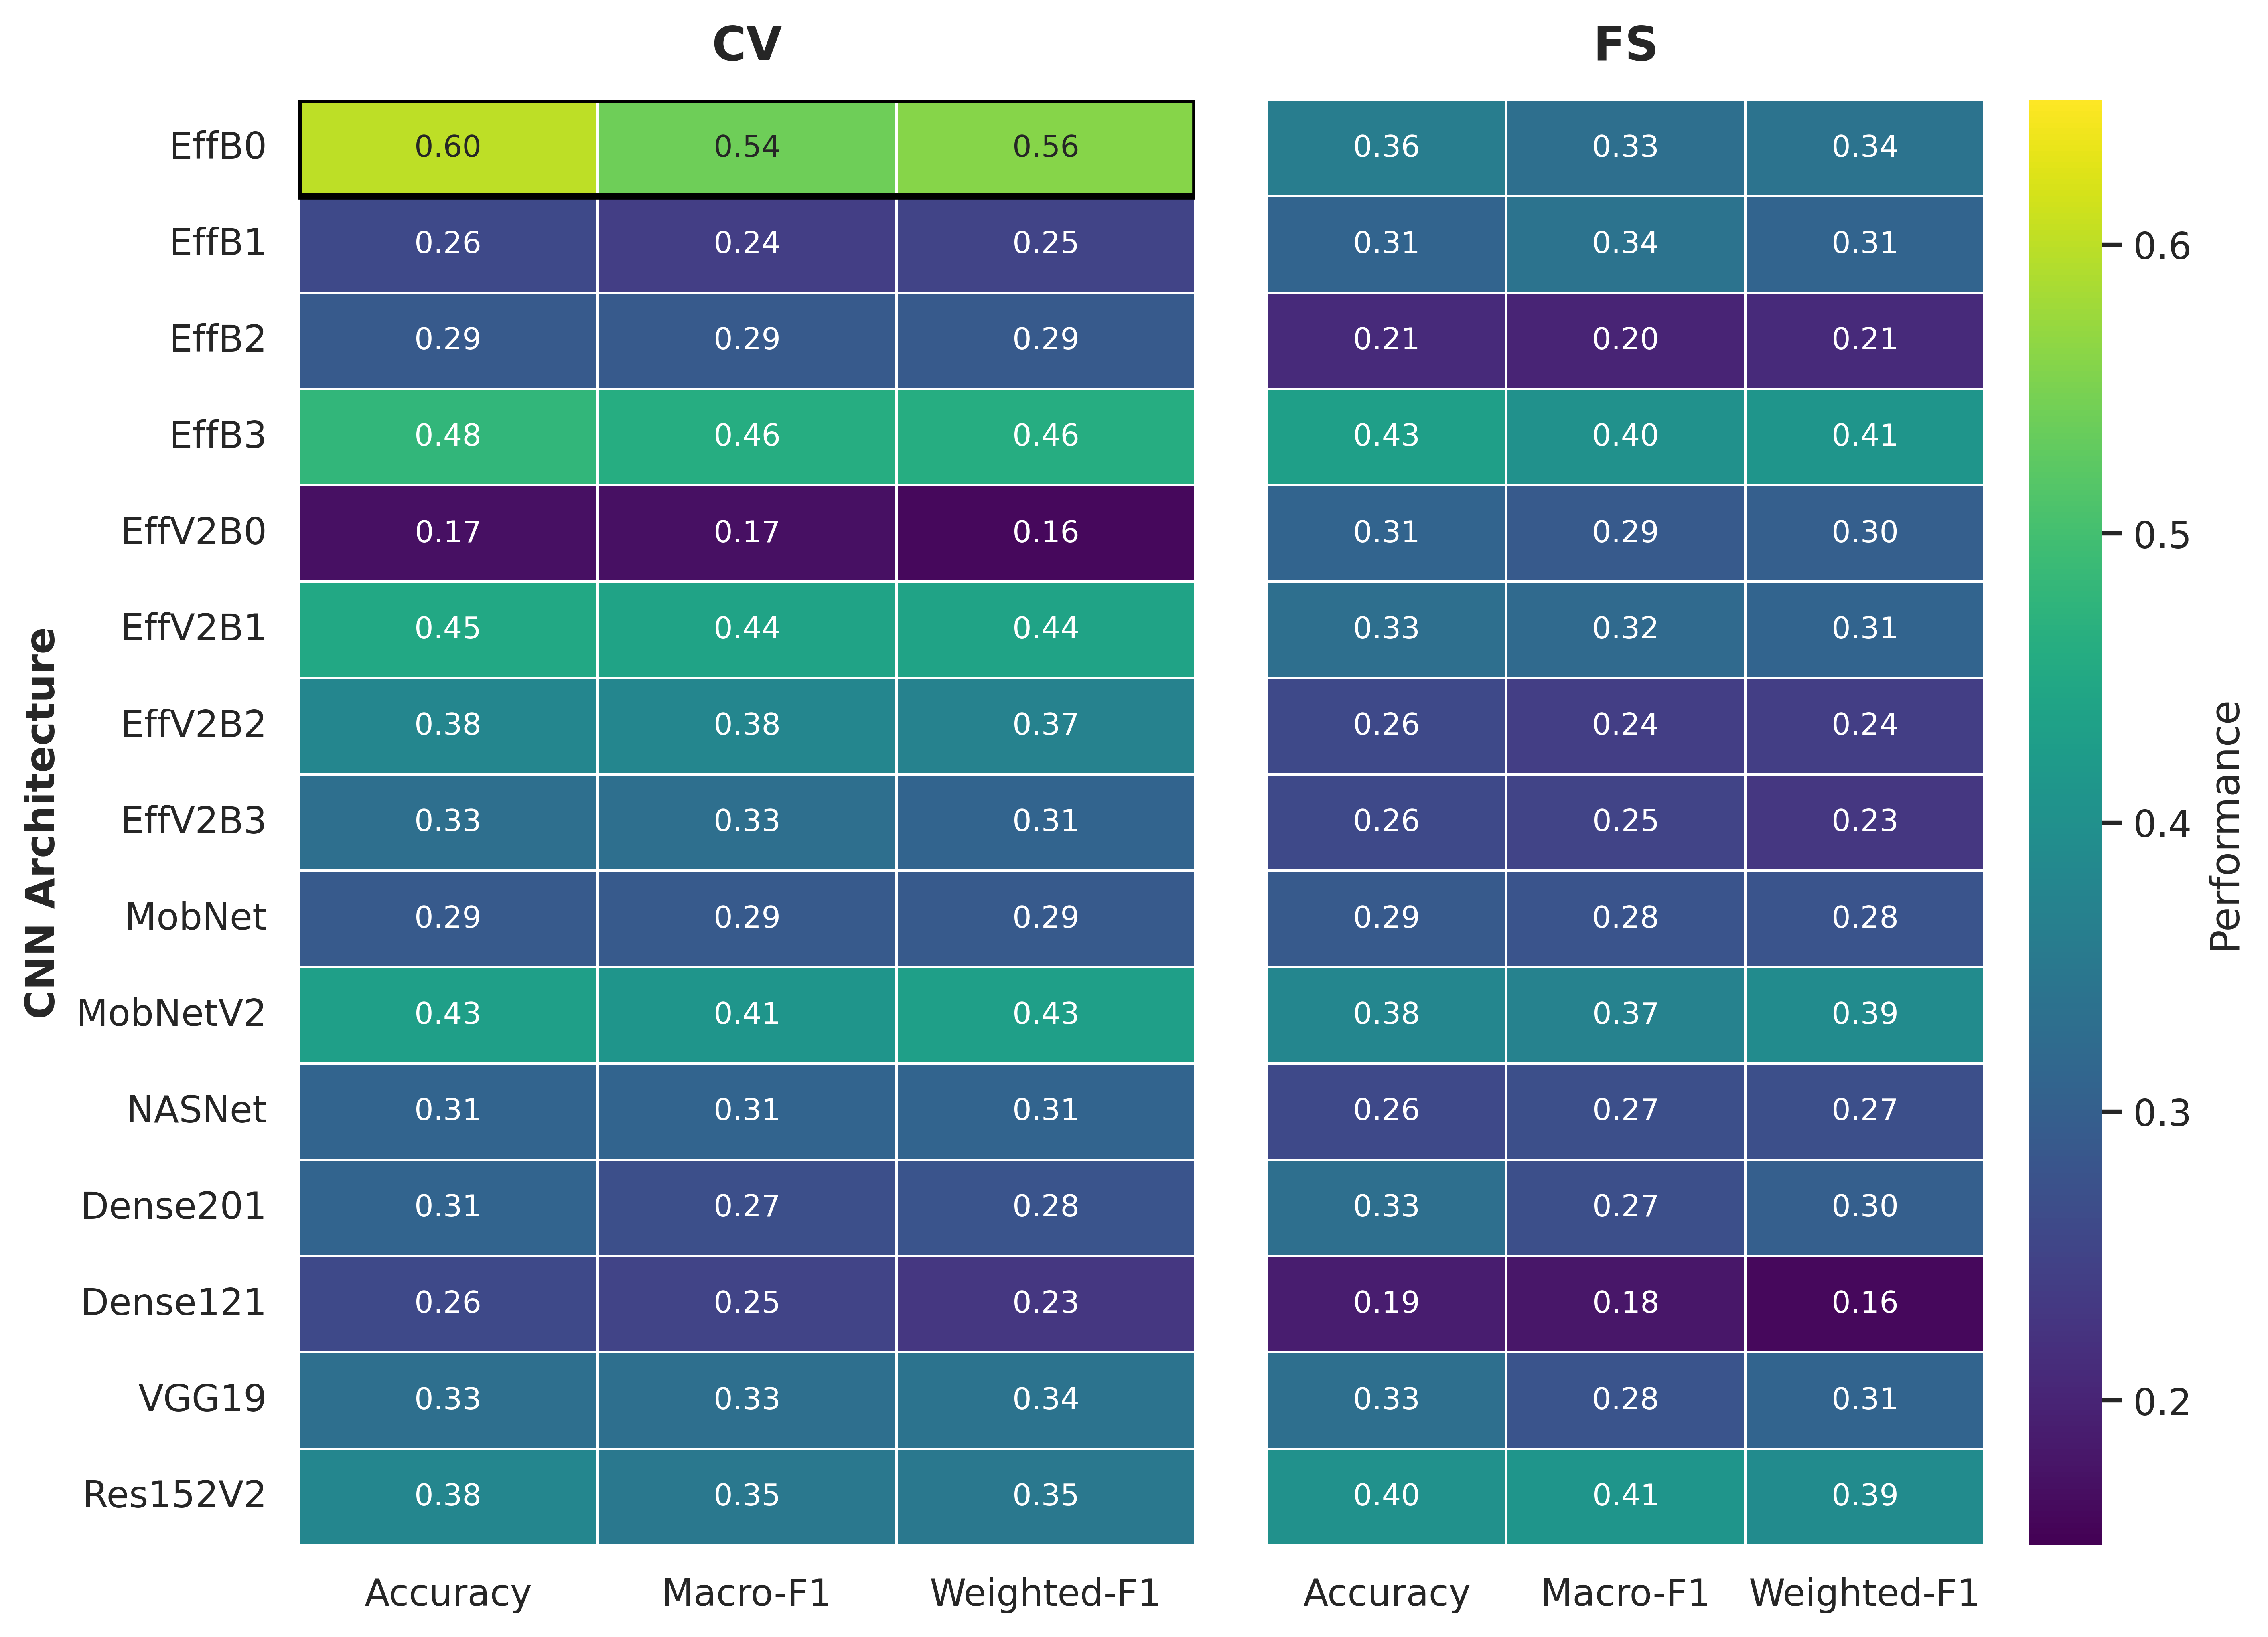 CV FS
EffB0 0.60 0.54 0.56 0.36 0.33 0.34
EffB1 0.26 0.24 0.25 0.31 0.34 0.31
EffB2 0.29 0.29 0.29 0.21 0.20 0.21
EffB3 0.48 0.46 0.46 0.43 0.40 0.41
EffV2B0 0.17 0.17 0.16 0.31 0.29 0.30
EffV2B1 0.45 0.44 0.44 0.33 0.32 0.31
EffV2B2 0.38 0.38 0.37 0.26 0.24 0.24
EffV2B3 0.33 0.33 0.31 0.26 0.25 0.23
MobNet 0.29 0.29 0.29 0.29 0.28 0.28
MobNetV2 0.43 0.41 0.43 0.38 0.37 0.39
NASNet 0.31 0.31 0.31 0.26 0.27 0.27
Dense201 0.31 0.27 0.28 0.33 0.27 0.30
Dense121 0.26 0.25 0.23 0.19 0.18 0.16
VGG19 0.33 0.33 0.34 0.33 0.28 0.31
Res152V2 0.38 0.35 0.35 0.40 0.41 0.39
Accuracy Macro-F1 Weighted-F1 Accuracy Macro-F1 Weighted-F1
CNN Architecture
0.6
0.5
0.4
0.3
0.2
Performance